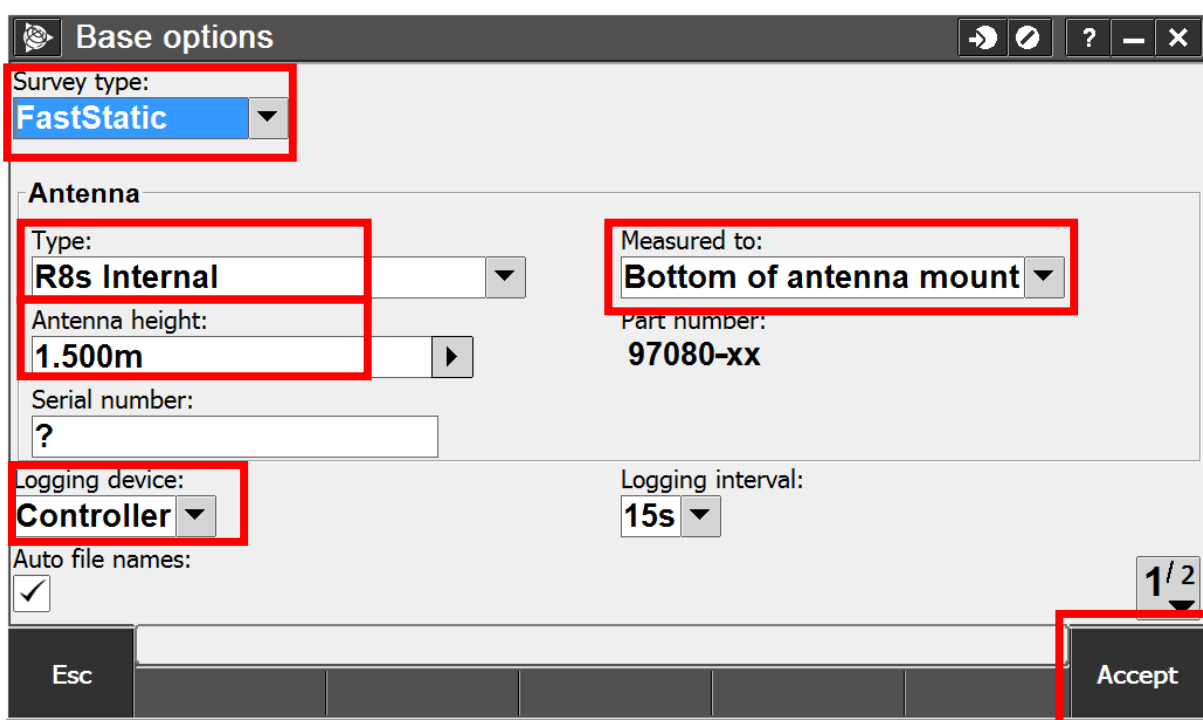 Base options
?
Survey type:
FastStatic
Antenna
Type:
R8s Internal
Measured to:
Bottom of antenna mount
Antenna height:
1.500m
Part number:
97080-xx
Serial number:
?
Logging device:
Controller
Logging interval:
15s
Auto file names:
1/2
Esc
Accept